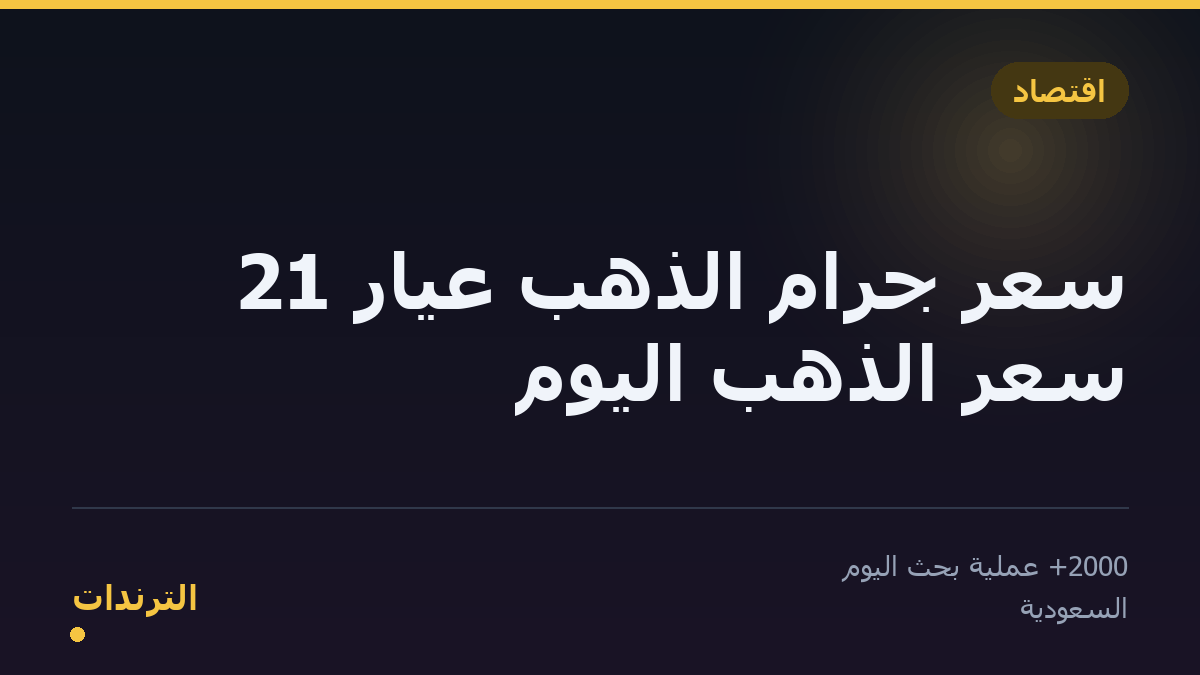 اقتصاد
سعر جرام الذهب عيار 21
سعر الذهب اليوم
2000+ عملية بحث اليوم
السعودية
الترندات